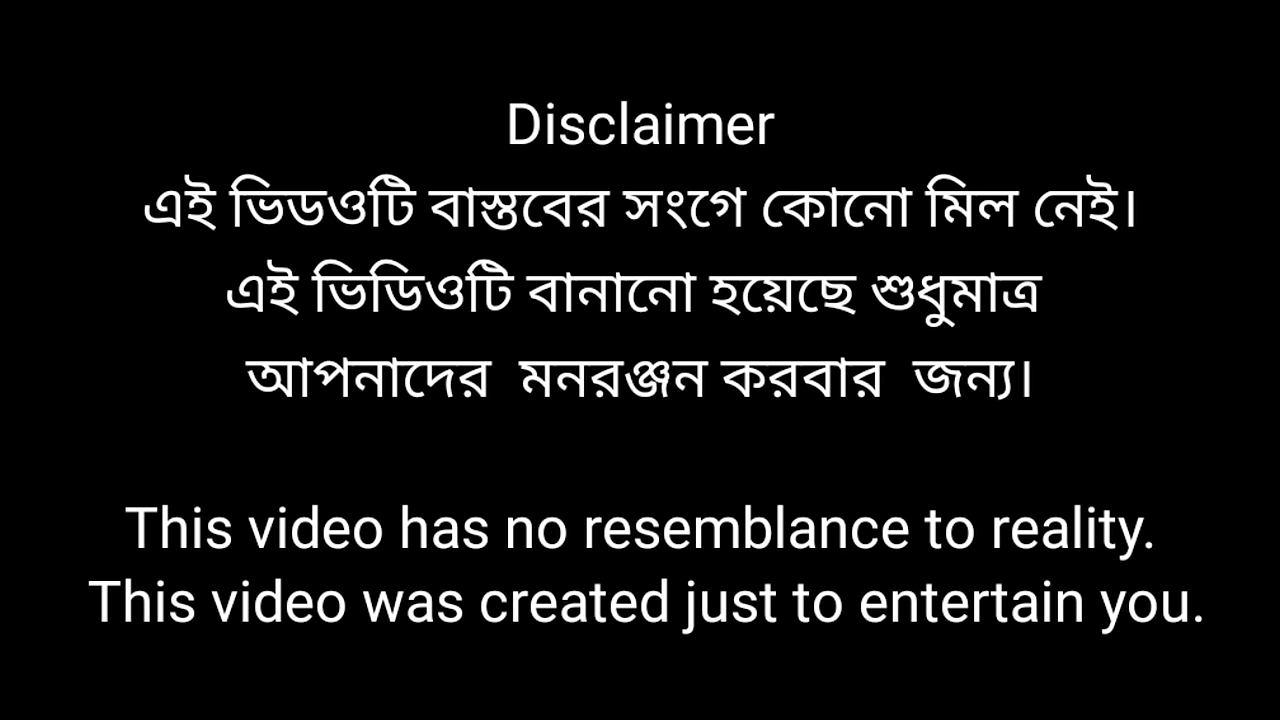 Disclaimer
এই ভিডওটি বাস্তবের সংগে কোনো মিল নেই।
এই ভিডিওটি বানানো হয়েছে শুধুমাত্র
আপনাদের মনরঞ্জন করবার জন্য।
This video has no resemblance to reality.
This video was created just to entertain you.